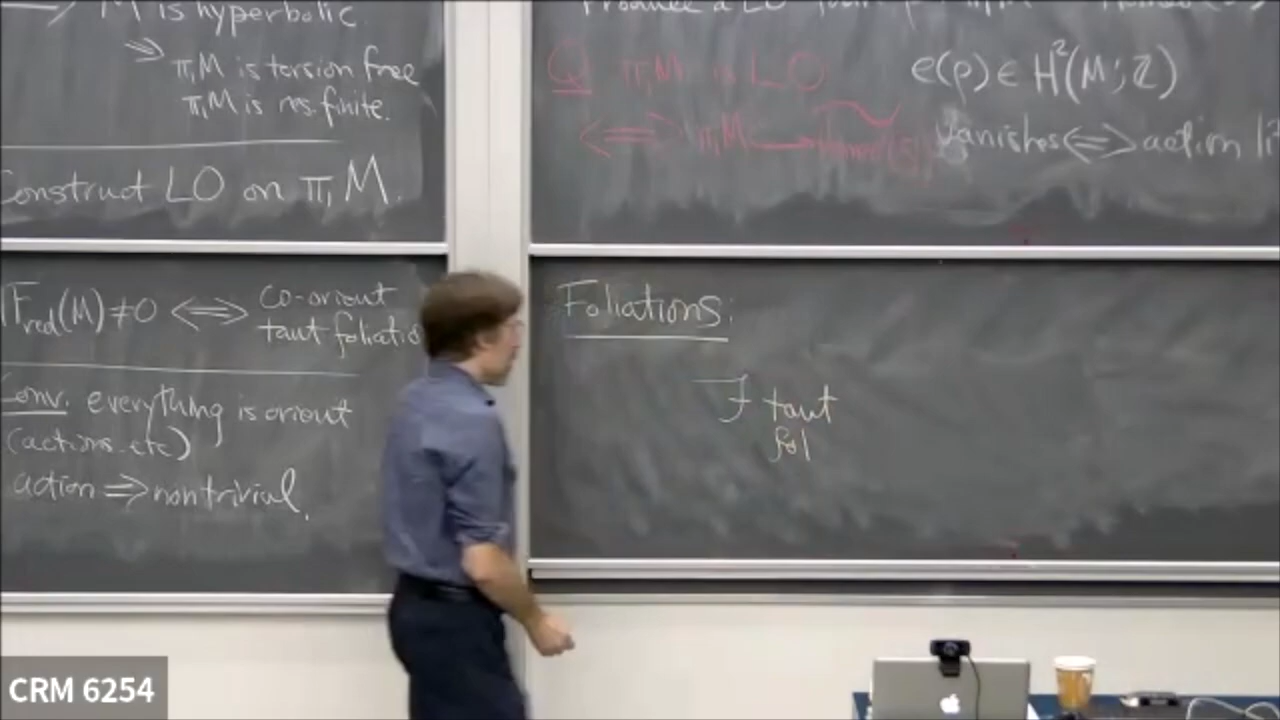 ⟹ M is hyperbolic.
⟹ π₁M is torsion free
π₁M is res. finite.
Construct LO on π₁M.
HF_red(M) ≠ 0 ⟺ co-orient
taut foliatio
Conv. everything is orient
(actions, etc)
action ⟹ nontrivial.
Produce a LO
Q π₁M is LO
⟺ π₁M ⟶
e(ρ) ∈ H²(M; ℤ)
vanishes ⟺ action li
Foliations:
F taut
fol
CRM 6254